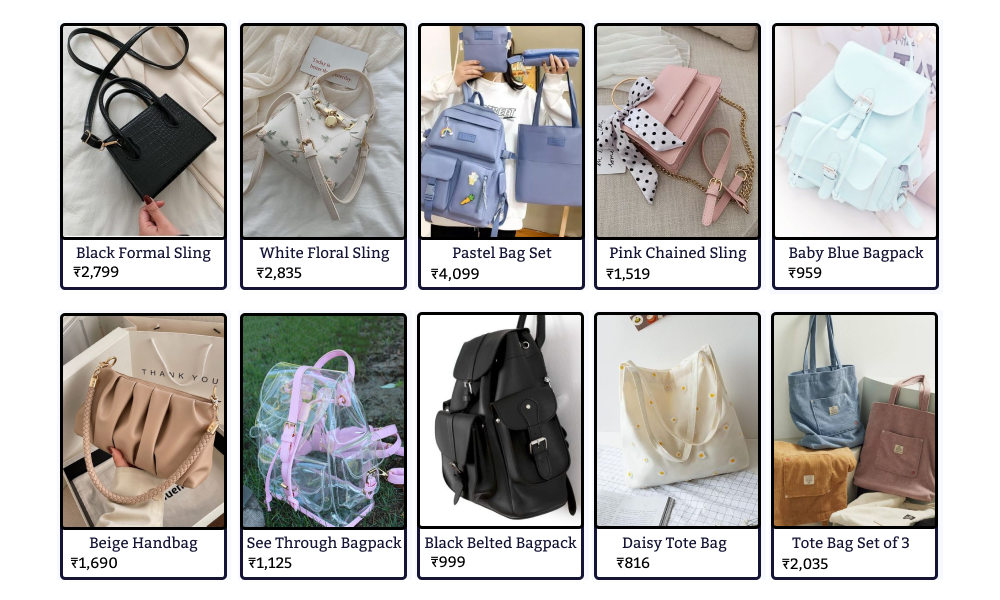 Black Formal Sling
₹2,799
White Floral Sling
₹2,835
Pastel Bag Set
₹4,099
Pink Chained Sling
₹1,519
Baby Blue Bagpack
₹959
THANK YOU
Beige Handbag
₹1,690
See Through Bagpack
₹1,125
Black Belted Bagpack
₹999
Daisy Tote Bag
₹816
Tote Bag Set of 3
₹2,035